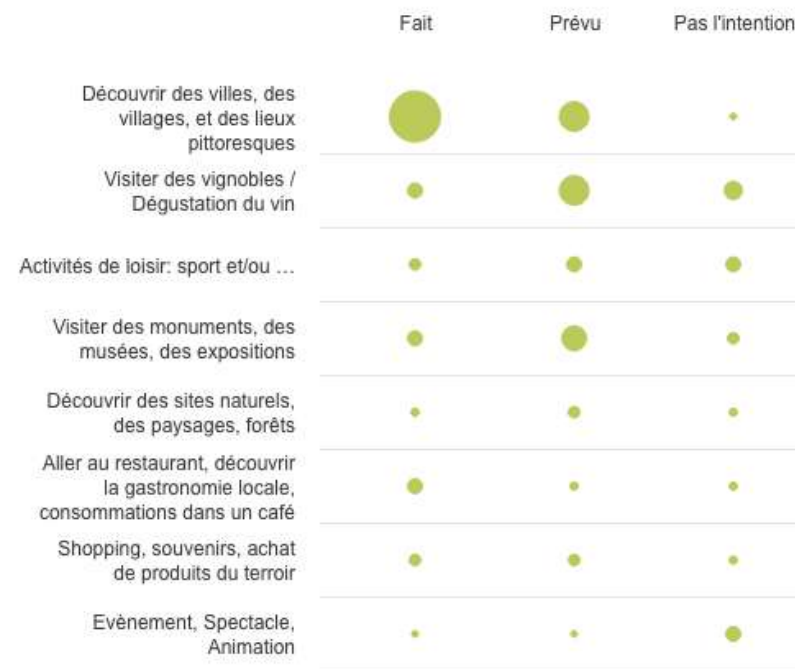 Fait Prévu Pas l'intention
Découvrir des villes, des
villages, et des lieux
pittoresques
Visiter des vignobles /
Dégustation du vin
Activités de loisir: sport et/ou …
Visiter des monuments, des
musées, des expositions
Découvrir des sites naturels,
des paysages, forêts
Aller au restaurant, découvrir
la gastronomie locale,
consommations dans un café
Shopping, souvenirs, achat
de produits du terroir
Evènement, Spectacle,
Animation